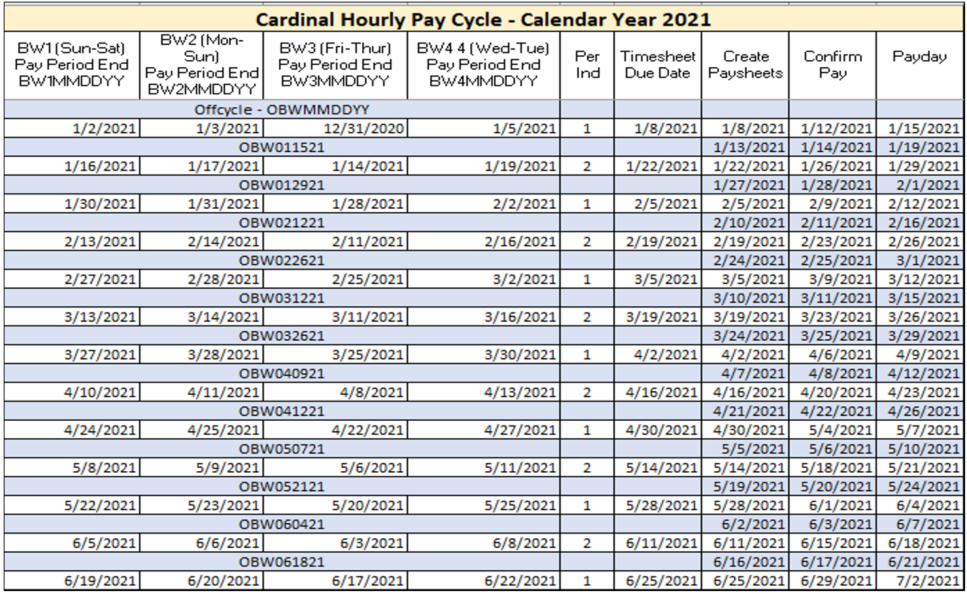 Cardinal Hourly Pay Cycle - Calendar Year 2021
BW1 (Sun-Sat) Pay Period End BW1MMDDYY | BW2 (Mon-Sun) Pay Period End BW2MMDDYY | BW3 (Fri-Thur) Pay Period End BW3MMDDYY | BW4 4 (Wed-Tue) Pay Period End BW4MMDDYY | Per Ind | Timesheet Due Date | Create Paysheets | Confirm Pay | Payday
Offcycle - OBWMMDDYY
1/2/2021 1/3/2021 12/31/2020 1/5/2021 1 1/8/2021 1/8/2021 1/12/2021 1/15/2021
OBW011521 1/13/2021 1/14/2021 1/19/2021
1/16/2021 1/17/2021 1/14/2021 1/19/2021 2 1/22/2021 1/22/2021 1/26/2021 1/29/2021
OBW012921 1/27/2021 1/28/2021 2/1/2021
1/30/2021 1/31/2021 1/28/2021 2/2/2021 1 2/5/2021 2/5/2021 2/9/2021 2/12/2021
OBW021221 2/10/2021 2/11/2021 2/16/2021
2/13/2021 2/14/2021 2/11/2021 2/16/2021 2 2/19/2021 2/19/2021 2/23/2021 2/26/2021
OBW022621 2/24/2021 2/25/2021 3/1/2021
2/27/2021 2/28/2021 2/25/2021 3/2/2021 1 3/5/2021 3/5/2021 3/9/2021 3/12/2021
OBW031221 3/10/2021 3/11/2021 3/15/2021
3/13/2021 3/14/2021 3/11/2021 3/16/2021 2 3/19/2021 3/19/2021 3/23/2021 3/26/2021
OBW032621 3/24/2021 3/25/2021 3/29/2021
3/27/2021 3/28/2021 3/25/2021 3/30/2021 1 4/2/2021 4/2/2021 4/6/2021 4/9/2021
OBW040921 4/7/2021 4/8/2021 4/12/2021
4/10/2021 4/11/2021 4/8/2021 4/13/2021 2 4/16/2021 4/16/2021 4/20/2021 4/23/2021
OBW041221 4/21/2021 4/22/2021 4/26/2021
4/24/2021 4/25/2021 4/22/2021 4/27/2021 1 4/30/2021 4/30/2021 5/4/2021 5/7/2021
OBW050721 5/5/2021 5/6/2021 5/10/2021
5/8/2021 5/9/2021 5/6/2021 5/11/2021 2 5/14/2021 5/14/2021 5/18/2021 5/21/2021
OBW052121 5/19/2021 5/20/2021 5/24/2021
5/22/2021 5/23/2021 5/20/2021 5/25/2021 1 5/28/2021 5/28/2021 6/1/2021 6/4/2021
OBW060421 6/2/2021 6/3/2021 6/7/2021
6/5/2021 6/6/2021 6/3/2021 6/8/2021 2 6/11/2021 6/11/2021 6/15/2021 6/18/2021
OBW061821 6/16/2021 6/17/2021 6/21/2021
6/19/2021 6/20/2021 6/17/2021 6/22/2021 1 6/25/2021 6/25/2021 6/29/2021 7/2/2021